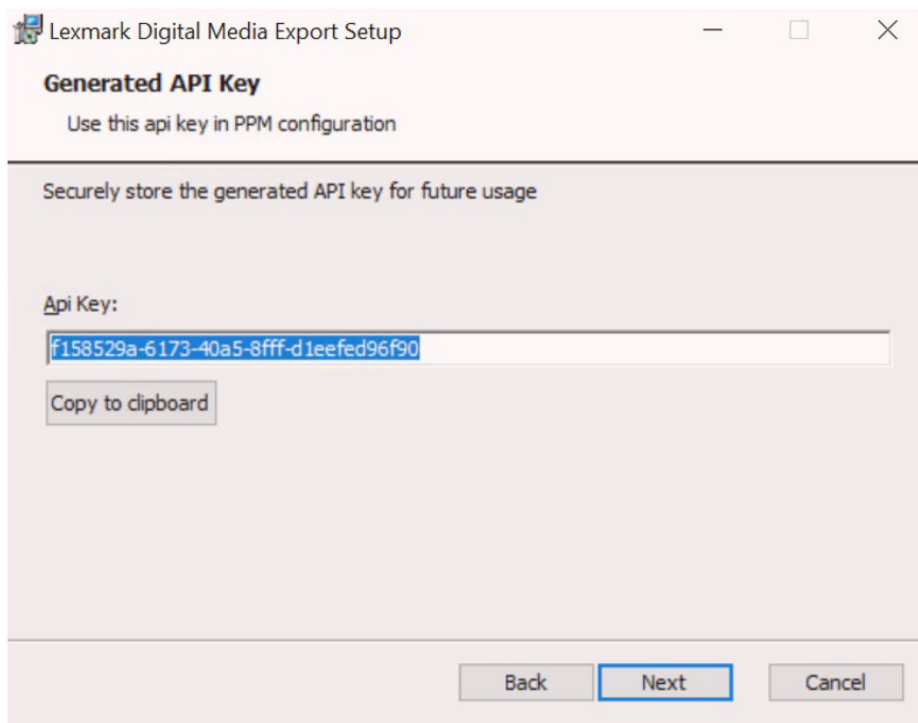 Lexmark Digital Media Export Setup
Generated API Key
Use this api key in PPM configuration
Securely store the generated API key for future usage
Api Key:
f158529a-6173-40a5-8fff-d1eefed96f90
Copy to clipboard
Back Next Cancel